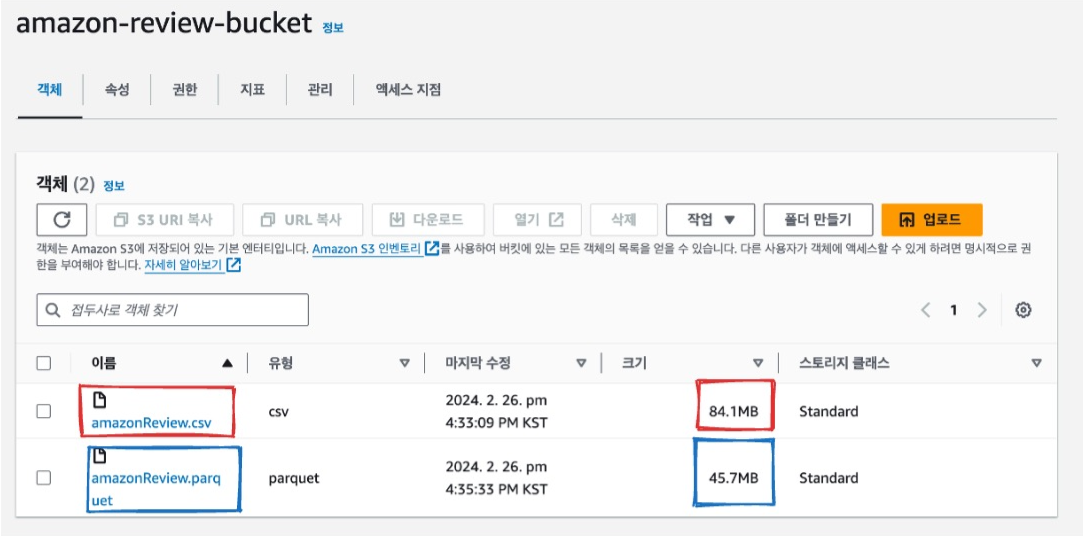 amazon-review-bucket 정보
객체 속성 권한 지표 관리 액세스 지점
객체 (2) 정보
S3 URI 복사 URL 복사 다운로드 열기 삭제 작업 폴더 만들기 업로드
객체는 Amazon S3에 저장되어 있는 기본 엔터티입니다. Amazon S3 인벤토리를 사용하여 버킷에 있는 모든 객체의 목록을 얻을 수 있습니다. 다른 사용자가 객체에 액세스할 수 있게 하려면 명시적으로 권
한을 부여해야 합니다. 자세히 알아보기
접두사로 객체 찾기
1
이름 유형 마지막 수정 크기 스토리지 클래스
amazonReview.csv csv 2024. 2. 26. pm 84.1MB Standard
4:33:09 PM KST
amazonReview.parq parquet 2024. 2. 26. pm 45.7MB Standard
uet 4:35:33 PM KST